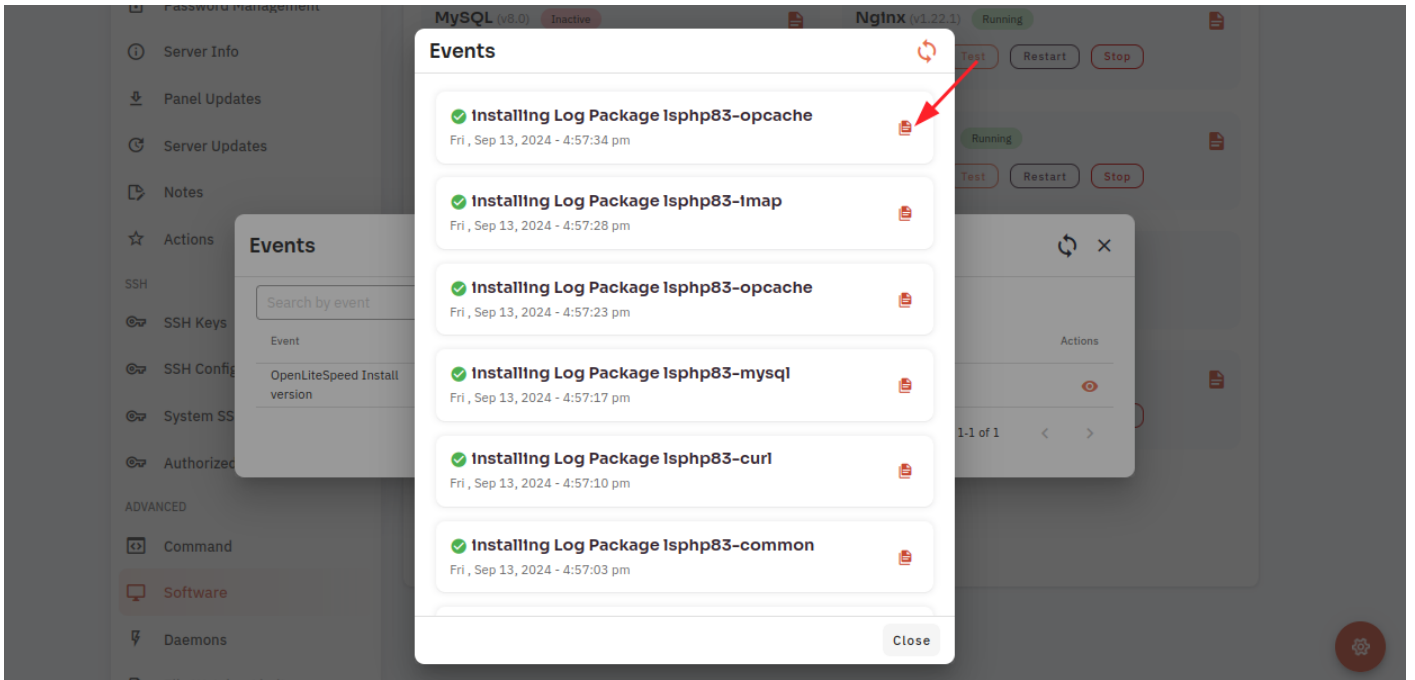 Password Management
Server Info
Panel Updates
Server Updates
Notes
Actions
SSH
SSH Keys
SSH Config
System SS
Authorized
ADVANCED
Command
Software
Daemons
MySQL (v8.0) Inactive
Nginx (v1.22.1) Running
Test Restart Stop
Running
Test Restart Stop
Events
Search by event
Event
Actions
OpenLiteSpeed Install
version
1-1 of 1
Events
Installing Log Package lsphp83-opcache
Fri , Sep 13, 2024 - 4:57:34 pm
Installing Log Package lsphp83-imap
Fri , Sep 13, 2024 - 4:57:28 pm
Installing Log Package lsphp83-opcache
Fri , Sep 13, 2024 - 4:57:23 pm
Installing Log Package lsphp83-mysql
Fri , Sep 13, 2024 - 4:57:17 pm
Installing Log Package lsphp83-curl
Fri , Sep 13, 2024 - 4:57:10 pm
Installing Log Package lsphp83-common
Fri , Sep 13, 2024 - 4:57:03 pm
Close